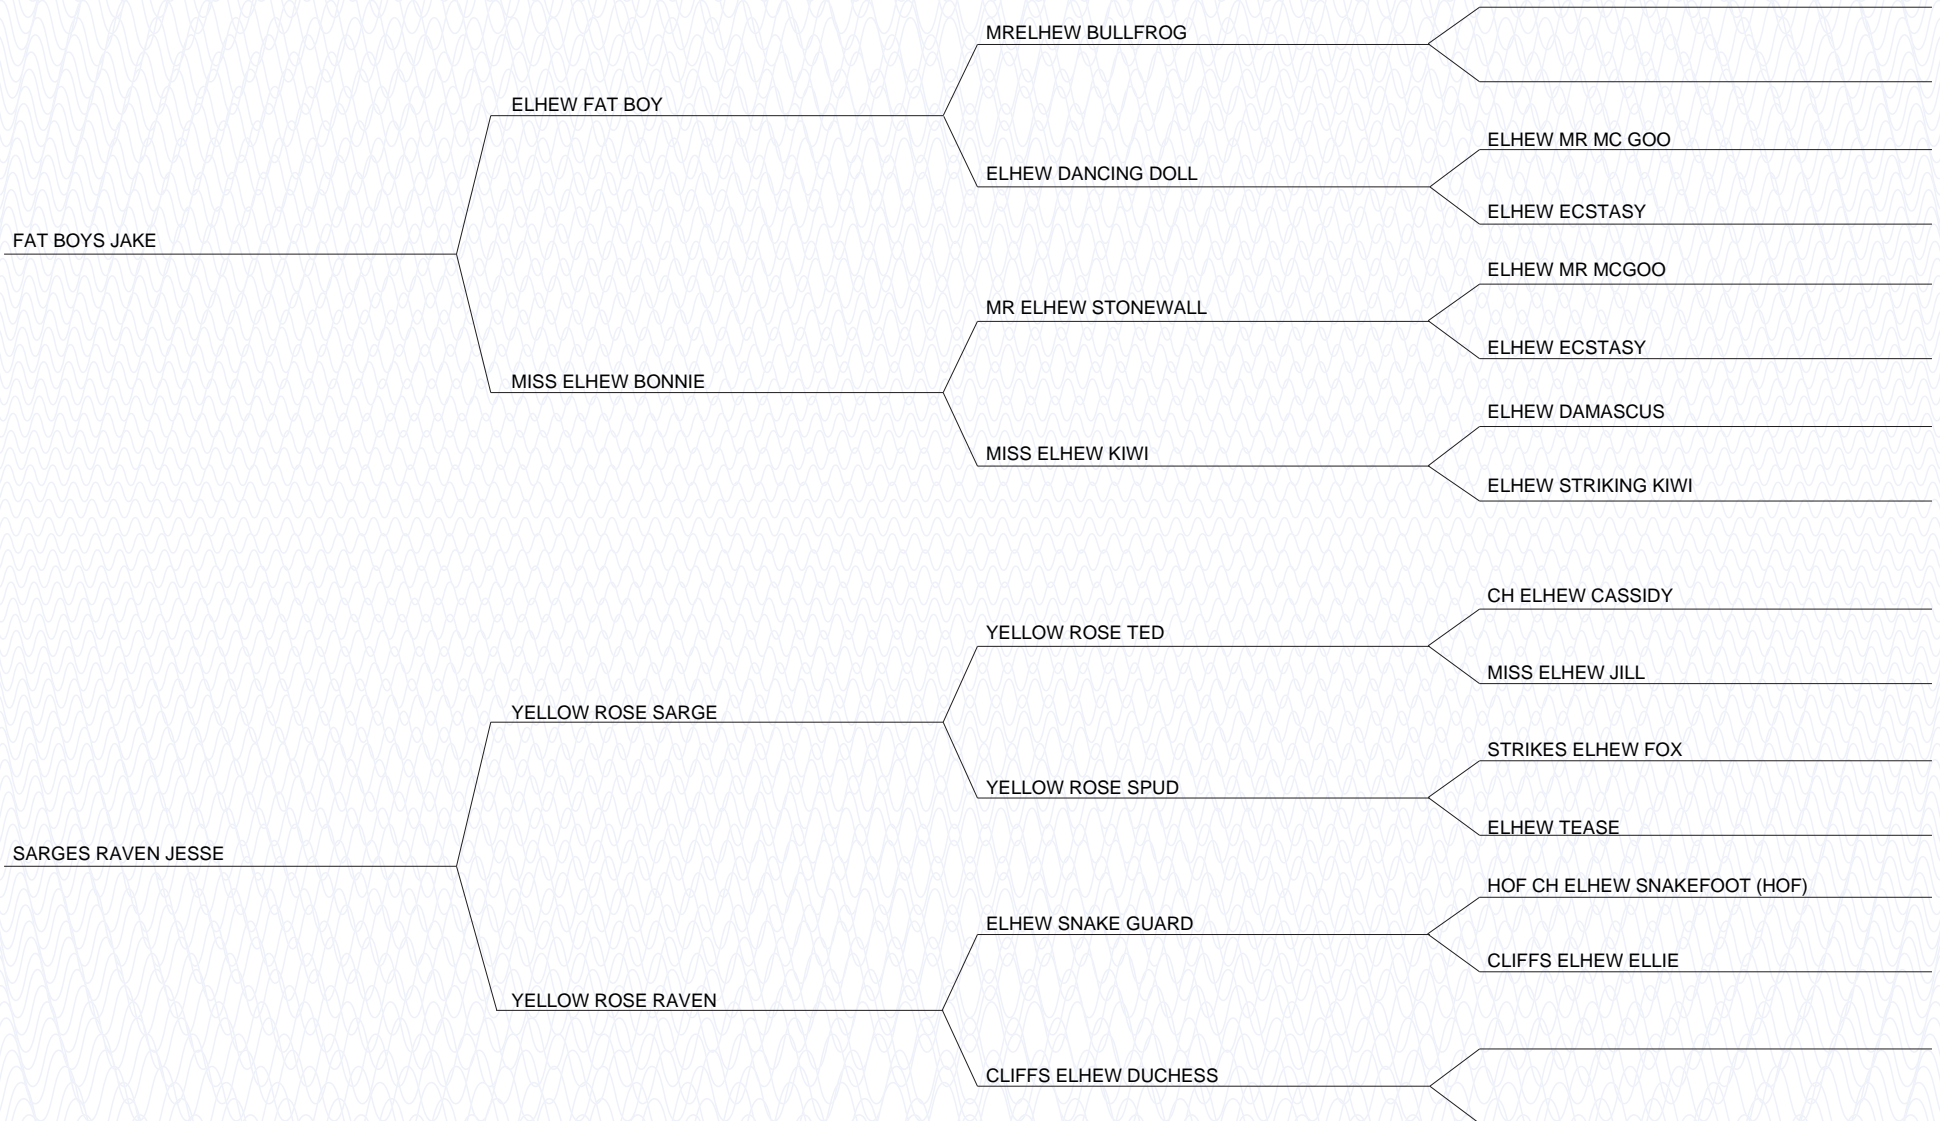 MRELHEW BULLFROG
ELHEW FAT BOY
ELHEW MR MC GOO
ELHEW DANCING DOLL
ELHEW ECSTASY
FAT BOYS JAKE
ELHEW MR MCGOO
MR ELHEW STONEWALL
ELHEW ECSTASY
MISS ELHEW BONNIE
ELHEW DAMASCUS
MISS ELHEW KIWI
ELHEW STRIKING KIWI
CH ELHEW CASSIDY
YELLOW ROSE TED
MISS ELHEW JILL
YELLOW ROSE SARGE
STRIKES ELHEW FOX
YELLOW ROSE SPUD
ELHEW TEASE
SARGES RAVEN JESSE
HOF CH ELHEW SNAKEFOOT (HOF)
ELHEW SNAKE GUARD
CLIFFS ELHEW ELLIE
YELLOW ROSE RAVEN
CLIFFS ELHEW DUCHESS